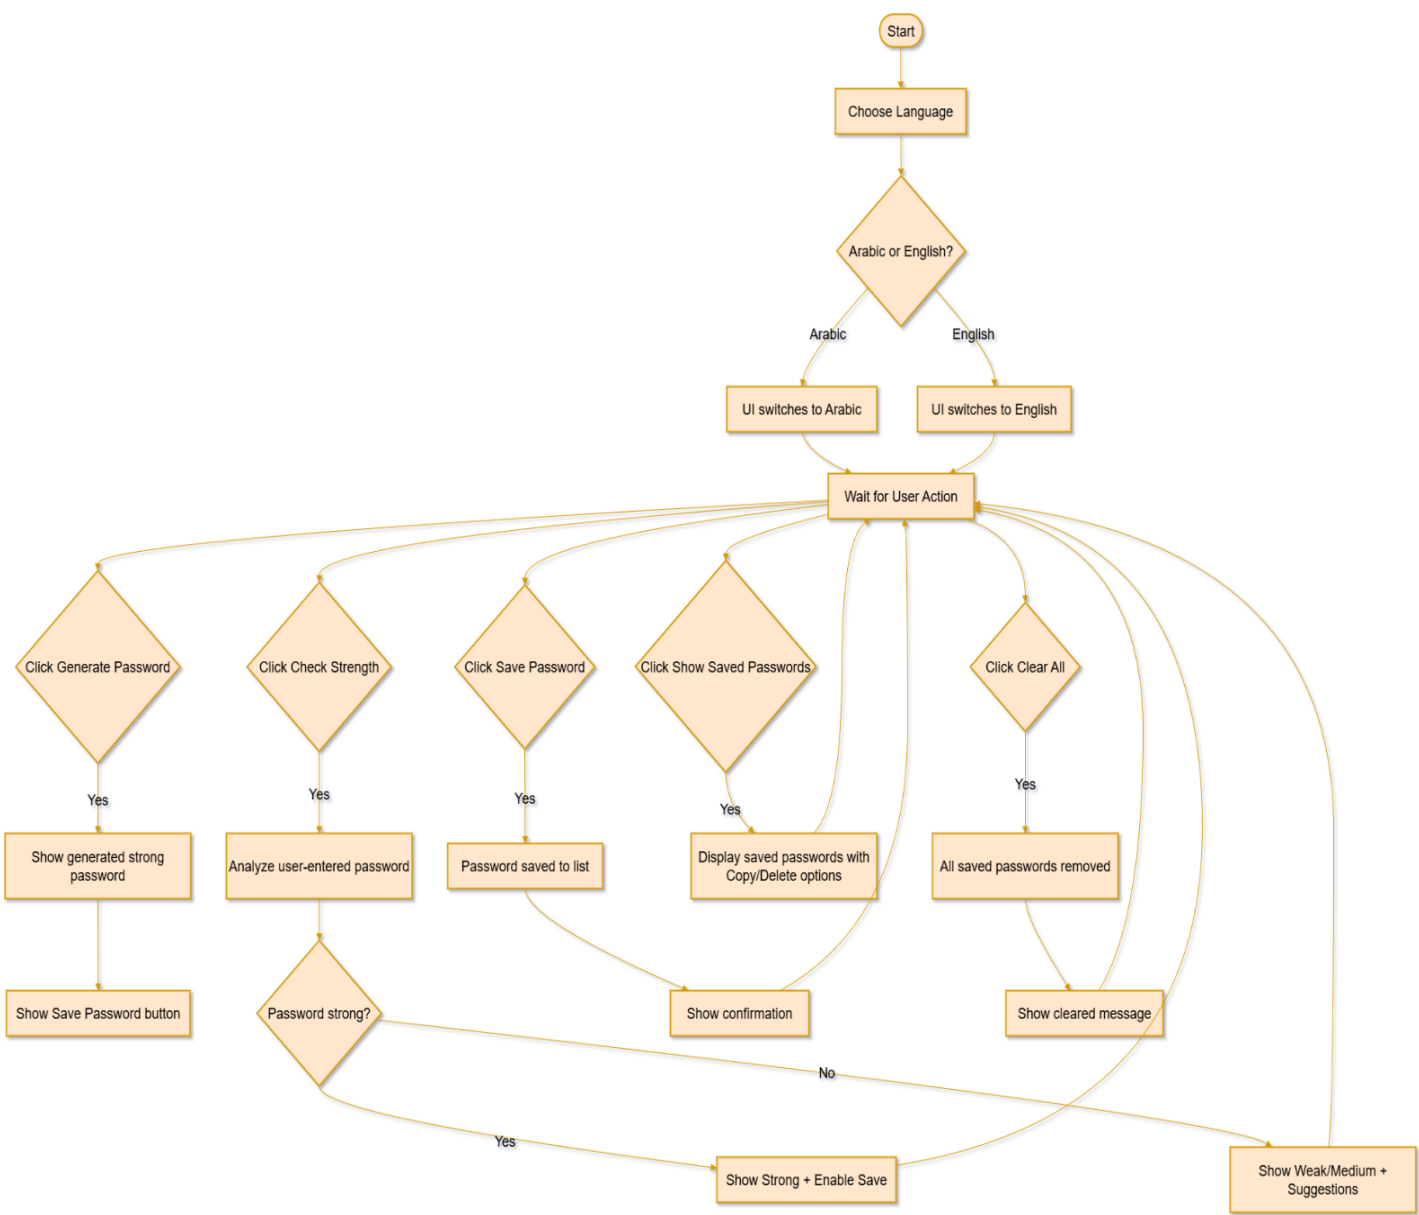 Start
Choose Language
Arabic or English?
Arabic
English
UI switches to Arabic
UI switches to English
Wait for User Action
Click Generate Password
Click Check Strength
Click Save Password
Click Show Saved Passwords
Click Clear All
Yes
Yes
Yes
Yes
Yes
Show generated strong
password
Analyze user-entered password
Password saved to list
Display saved passwords with
Copy/Delete options
All saved passwords removed
Show Save Password button
Password strong?
Show confirmation
Show cleared message
No
Yes
Show Strong + Enable Save
Show Weak/Medium +
Suggestions